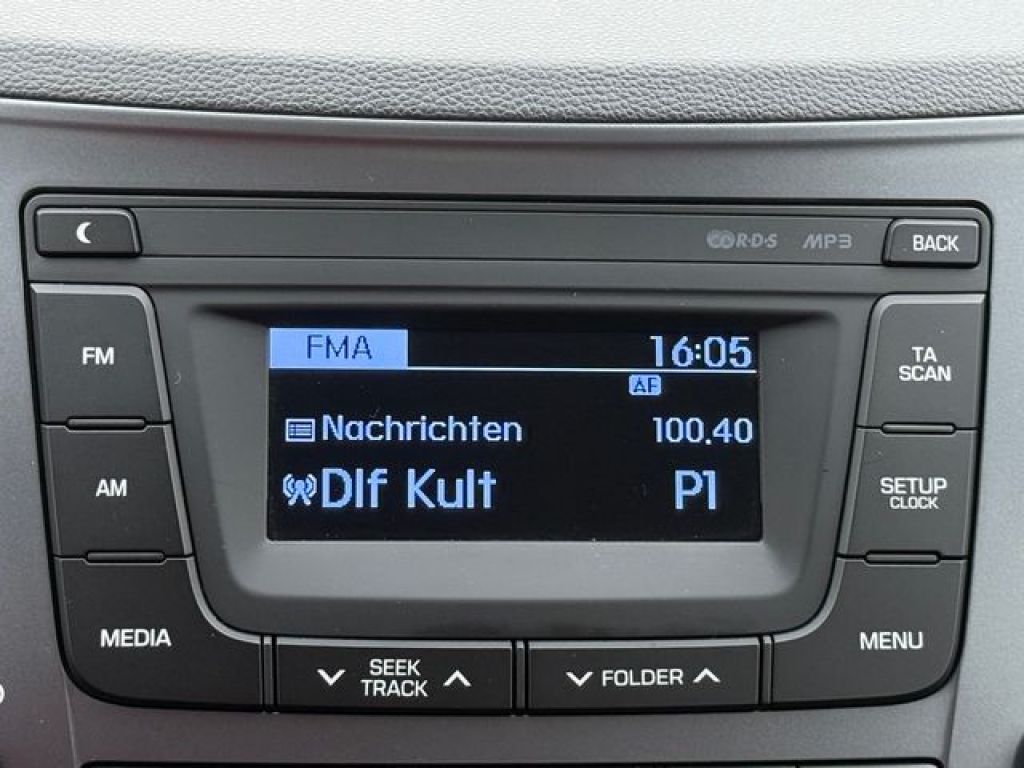 R·D·S MP3 BACK
FM
AM
MEDIA
FMA 16:05
AF
Nachrichten 100.40
Dlf Kult P1
TA
SCAN
SETUP
CLOCK
MENU
SEEK
TRACK
FOLDER